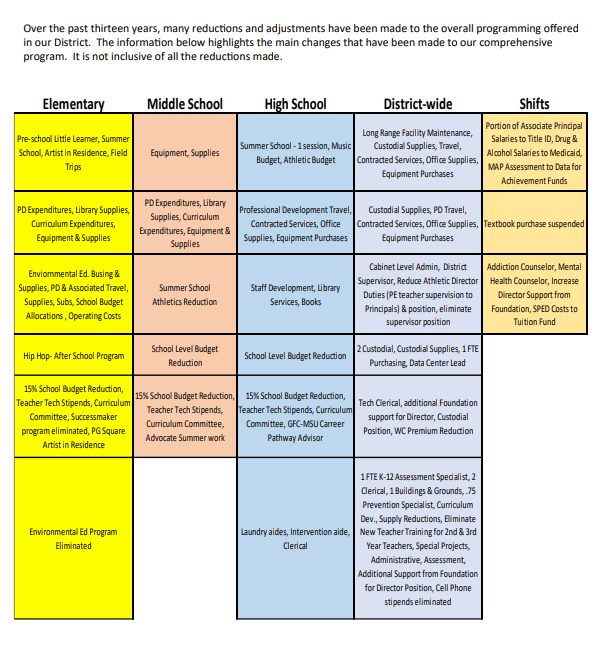 Over the past thirteen years, many reductions and adjustments have been made to the overall programming offered
in our District.  The information below highlights the main changes that have been made to our comprehensive
program.  It is not inclusive of all the reductions made.
Elementary
Middle School
High School
District-wide
Shifts
Pre-school Little Learner, Summer
School, Artist in Residence, Field
Trips
Equipment, Supplies
Summer School - 1 session, Music
Budget, Athletic Budget
Long Range Facility Maintenance,
Custodial Supplies, Travel,
Contracted Services, Office Supplies,
Equipment Purchases
Portion of Associate Principal
Salaries to Title ID, Drug &
Alcohol Salaries to Medicaid,
MAP Assessment to Data for
Achievement Funds
PD Expenditures, Library Supplies,
Curriculum Expenditures,
Equipment & Supplies
PD Expenditures, Library
Supplies, Curriculum
Expenditures, Equipment &
Supplies
Professional Development Travel,
Contracted Services, Office
Supplies, Equipment Purchases
Custodial Supplies, PD Travel,
Contracted Services, Office Supplies,
Equipment Purchases
Textbook purchase suspended
Enviornmental Ed. Busing &
Supplies, PD & Associated Travel,
Supplies, Subs, School Budget
Allocations , Operating Costs
Summer School
Athletics Reduction
Staff Development, Library
Services, Books
Cabinet Level Admin, District
Supervisor, Reduce Athletic Director
Duties (PE teacher supervision to
Principals) & position, eliminate
supervisor position
Addiction Counselor, Mental
Health Counselor, Increase
Director Support from
Foundation, SPED Costs to
Tuition Fund
Hip Hop- After School Program
School Level Budget
Reduction
School Level Budget Reduction
2 Custodial, Custodial Supplies, 1 FTE
Purchasing, Data Center Lead
15% School Budget Reduction,
Teacher Tech Stipends, Curriculum
Committee, Successmaker
program eliminated, PG Square
Artist in Residence
15% School Budget Reduction,
Teacher Tech Stipends,
Curriculum Committee,
Advocate Summer work
15% School Budget Reduction,
Teacher Tech Stipends, Curriculum
Committee, GFC-MSU Carreer
Pathway Advisor
Tech Clerical, additional Foundation
support for Director, Custodial
Position, WC Premium Reduction
Environmental Ed Program
Eliminated
Laundry aides, Intervention aide,
Clerical
1 FTE K-12 Assessment Specialist, 2
Clerical, 1 Buildings & Grounds, .75
Prevention Specialist, Curriculum
Dev., Supply Reductions, Eliminate
New Teacher Training for 2nd & 3rd
Year Teachers, Special Projects,
Administrative, Assessment,
Additional Support from Foundation
for Director Position, Cell Phone
stipends eliminated